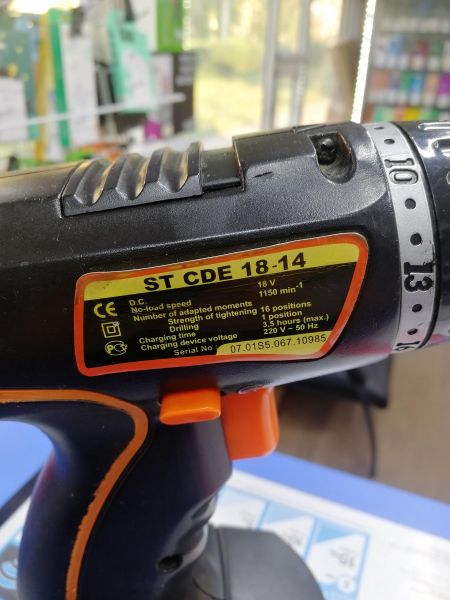 ST CDE 18-14
D.C. 18 V
No-load speed 1150 min⁻¹
Number of adapted moments
Strength of tightening 16 positions
Drilling 1 position
Charging time 3,5 hours (max.)
Charging device voltage 220 V ~ 50 Hz
Serial No 07.01S5.067.10985
CE
10
13